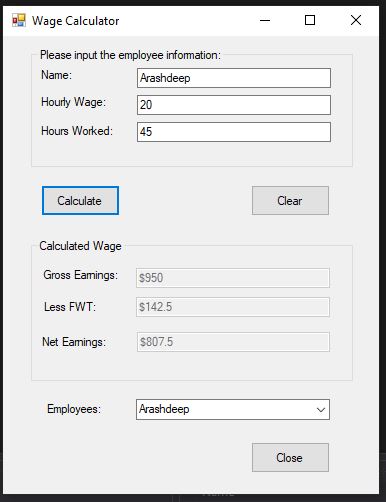 Wage Calculator
Please input the employee information:
Name: Arashdeep
Hourly Wage: 20
Hours Worked: 45
Calculate Clear
Calculated Wage
Gross Earnings: $950
Less FWT: $142.5
Net Earnings: $807.5
Employees: Arashdeep
Close